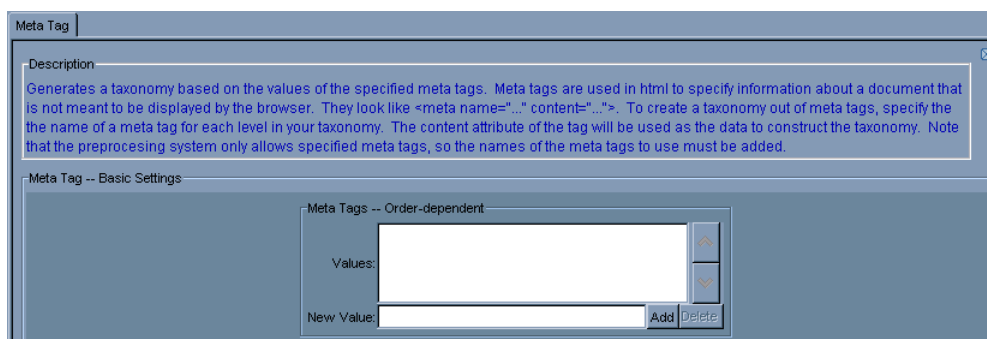 Meta Tag
Description
Generates a taxonomy based on the values of the specified meta tags.  Meta tags are used in html to specify information about a document that
is not meant to be displayed by the browser.  They look like <meta name="..." content="...">.  To create a taxonomy out of meta tags, specify the
the name of a meta tag for each level in your taxonomy.  The content attribute of the tag will be used as the data to construct the taxonomy.  Note
that the preprocesing system only allows specified meta tags, so the names of the meta tags to use must be added.
Meta Tag -- Basic Settings
Meta Tags -- Order-dependent
Values:
New Value: Add Delete